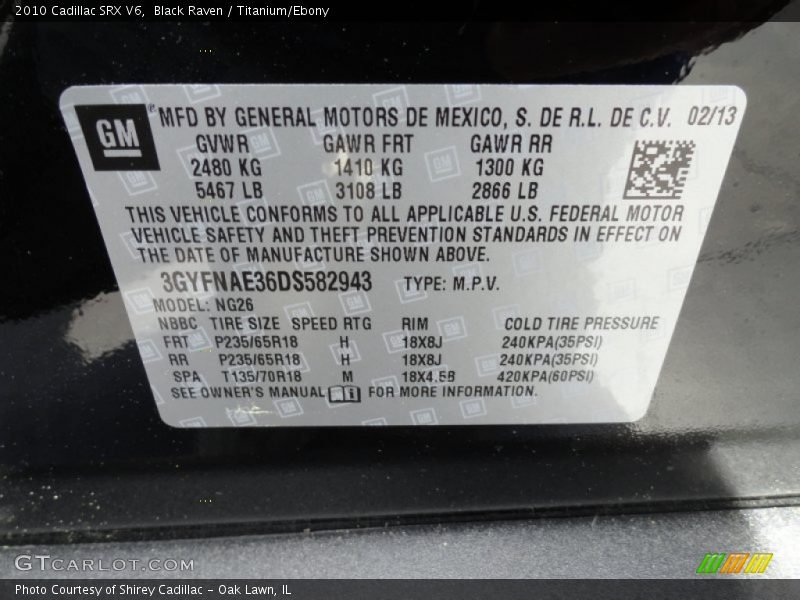 2010 Cadillac SRX V6, Black Raven / Titanium/Ebony
GM ® MFD BY GENERAL MOTORS DE MEXICO, S. DE R.L. DE C.V. 02/13
GVWR GAWR FRT GAWR RR
2480 KG 1410 KG 1300 KG
5467 LB 3108 LB 2866 LB
THIS VEHICLE CONFORMS TO ALL APPLICABLE U.S. FEDERAL MOTOR
VEHICLE SAFETY AND THEFT PREVENTION STANDARDS IN EFFECT ON
THE DATE OF MANUFACTURE SHOWN ABOVE.
3GYFNAE36DS582943 TYPE: M.P.V.
MODEL: NG26
NBBC TIRE SIZE SPEED RTG RIM COLD TIRE PRESSURE
FRT P235/65R18 H 18X8J 240KPA(35PSI)
RR P235/65R18 H 18X8J 240KPA(35PSI)
SPA T135/70R18 M 18X4.5B 420KPA(60PSI)
SEE OWNER'S MANUAL FOR MORE INFORMATION.
GTCARLOT.COM
Photo Courtesy of Shirey Cadillac - Oak Lawn, IL